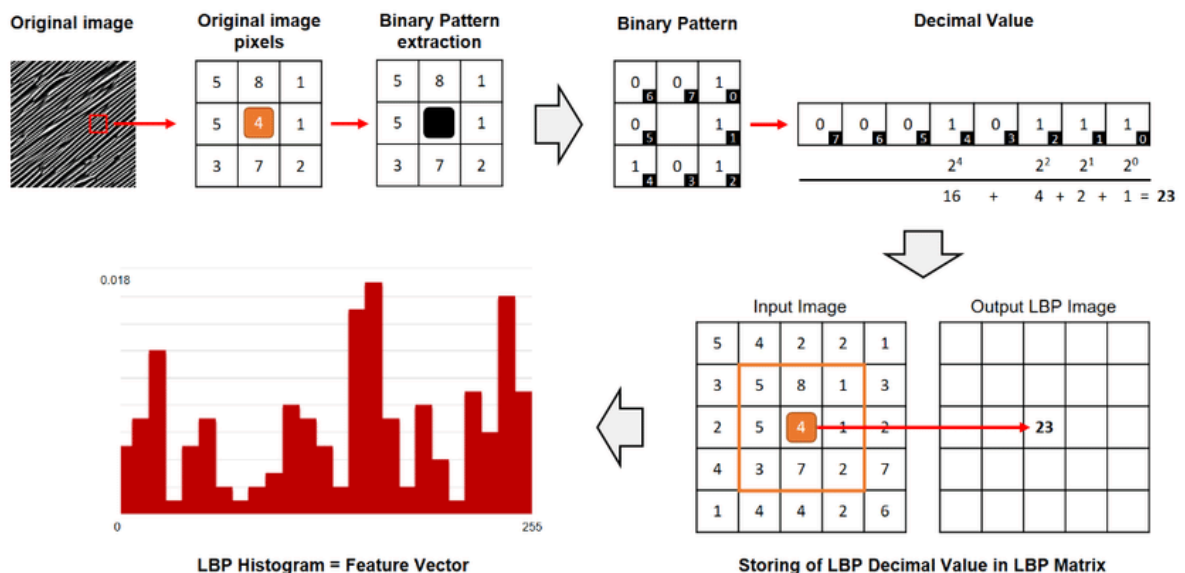 Original image
Original image
pixels
Binary Pattern
extraction
Binary Pattern
Decimal Value
5 8 1
5 4 1
3 7 2
5 8 1
5 1
3 7 2
0 6 0 7 1 0
0 5 1 1
1 4 0 3 1 2
0 7 0 6 0 5 1 4 0 3 1 2 1 1 1 0
2⁴ 2² 2¹ 2⁰
16 + 4 + 2 + 1 = 23
0.018
0 255
LBP Histogram = Feature Vector
Input Image
Output LBP Image
5 4 2 2 1
3 5 8 1 3
2 5 4 1 2
23
4 3 7 2 7
1 4 4 2 6
Storing of LBP Decimal Value in LBP Matrix